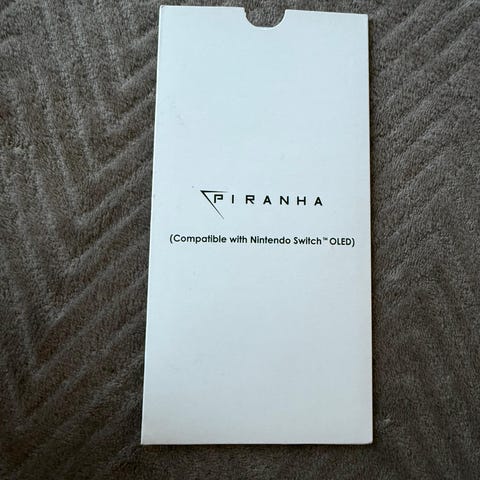 PIRANHA
(Compatible with Nintendo Switch™ OLED)